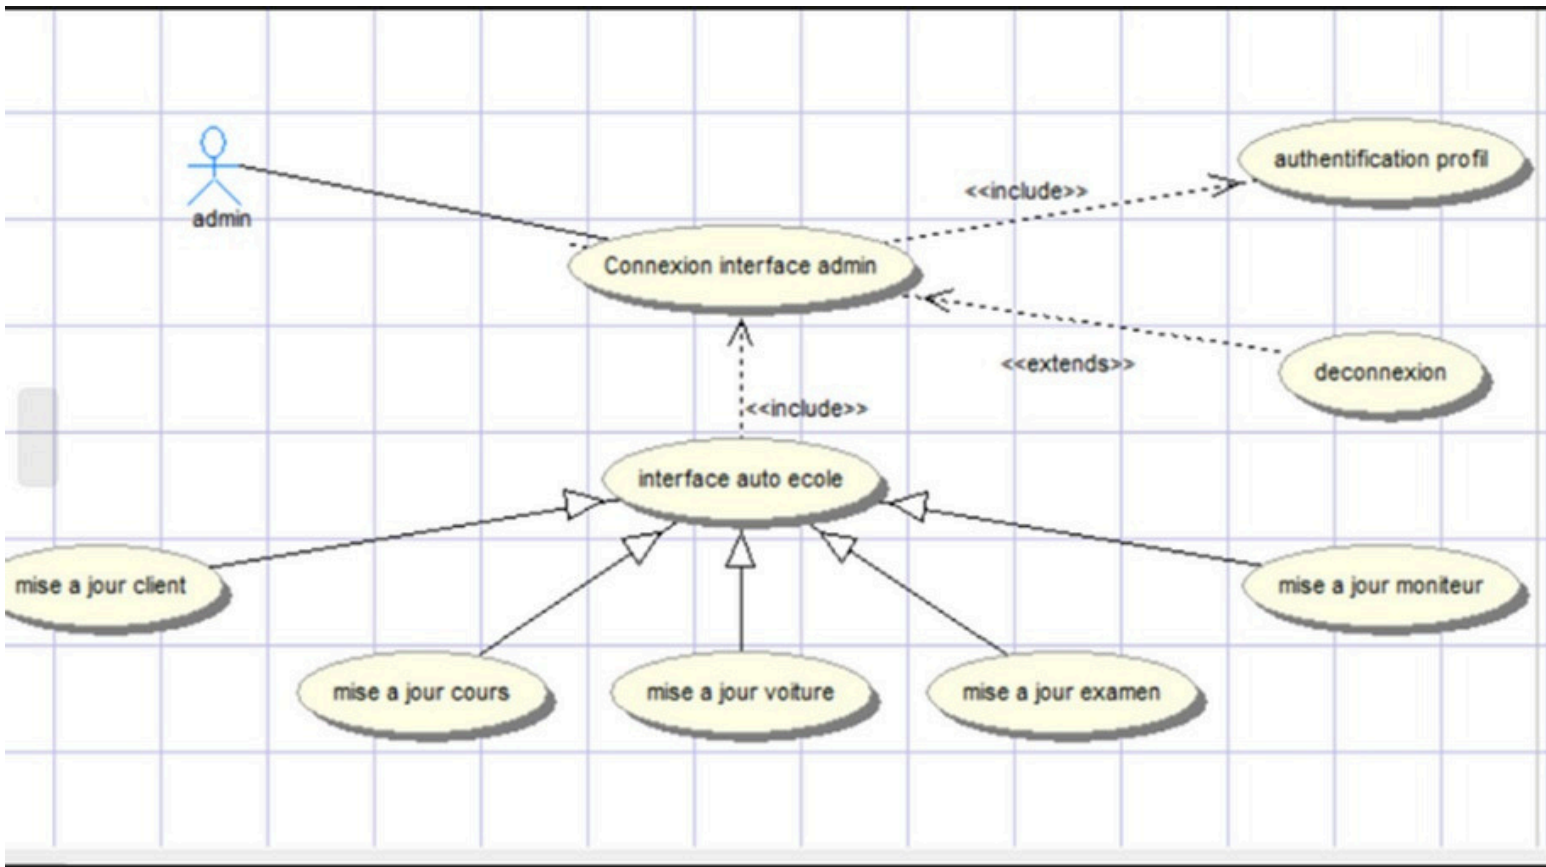 authentification profil
<<include>>
admin
Connexion interface admin
<<extends>>
deconnexion
<<include>>
interface auto ecole
mise a jour client
mise a jour moniteur
mise a jour cours
mise a jour voiture
mise a jour examen